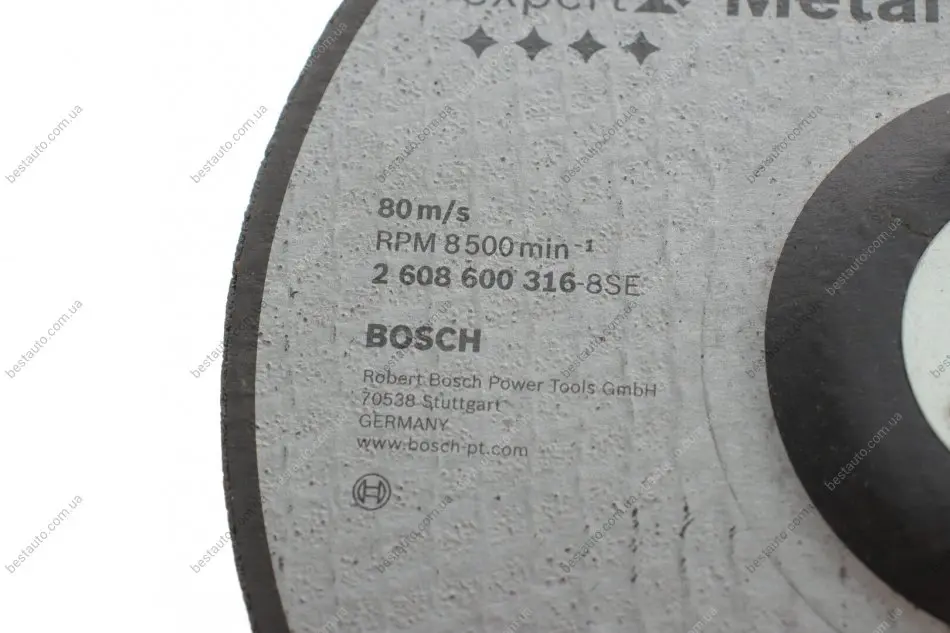 expert
Metal
80 m/s
RPM 8500 min⁻¹
2 608 600 316-8SE
BOSCH
Robert Bosch Power Tools GmbH
70538 Stuttgart
GERMANY
www.bosch-pt.com
bestauto.com.ua